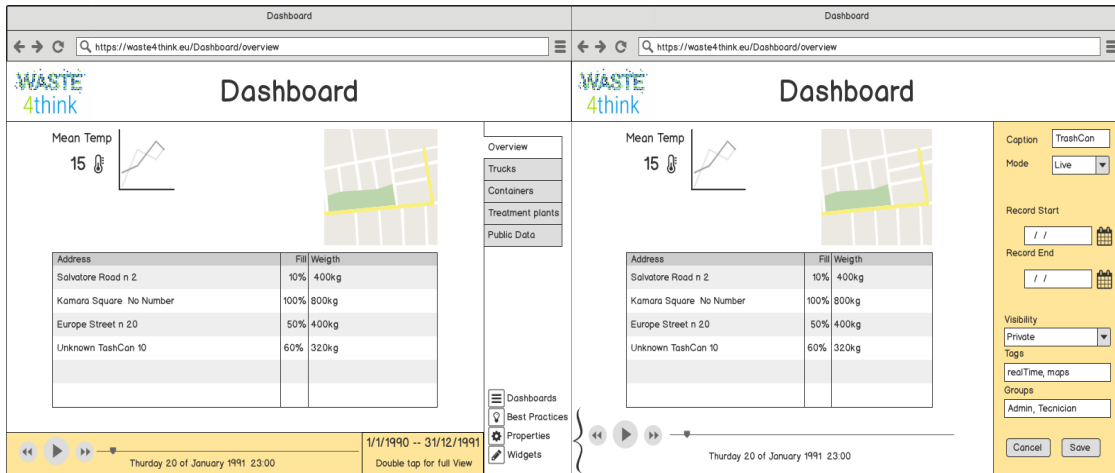 Dashboard
https://waste4think.eu/Dashboard/overview
WASTE
4think
Dashboard
Mean Temp
15
Overview
Trucks
Containers
Treatment plants
Public Data
Address Fill Weigth
Salvatore Road n 2 10% 400kg
Kamara Square No Number 100% 800kg
Europe Street n 20 50% 400kg
Unknown TashCan 10 60% 320kg
Dashboards
Best Practices
Properties
Widgets
Thurday 20 of January 1991 23:00
1/1/1990 -- 31/12/1991
Double tap for full View
Dashboard
https://waste4think.eu/Dashboard/overview
WASTE
4think
Dashboard
Mean Temp
15
Address Fill Weigth
Salvatore Road n 2 10% 400kg
Kamara Square No Number 100% 800kg
Europe Street n 20 50% 400kg
Unknown TashCan 10 60% 320kg
Thurday 20 of January 1991 23:00
Caption TrashCan
Mode Live
Record Start
/ /
Record End
/ /
Visibility
Private
Tags
realTime, maps
Groups
Admin, Tecnician
Cancel Save